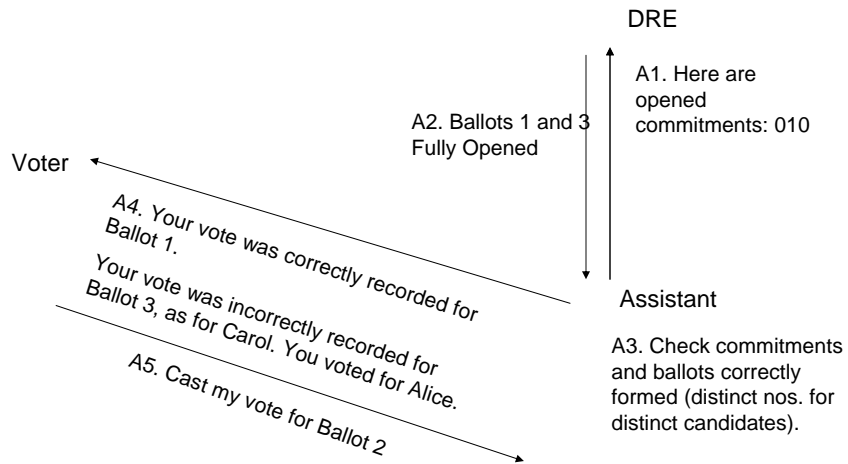 DRE
A1. Here are
opened
commitments: 010
A2. Ballots 1 and 3
Fully Opened
Voter
A4. Your vote was correctly recorded for
Ballot 1.
Your vote was incorrectly recorded for
Ballot 3, as for Carol. You voted for Alice.
A5. Cast my vote for Ballot 2
Assistant
A3. Check commitments
and ballots correctly
formed (distinct nos. for
distinct candidates).